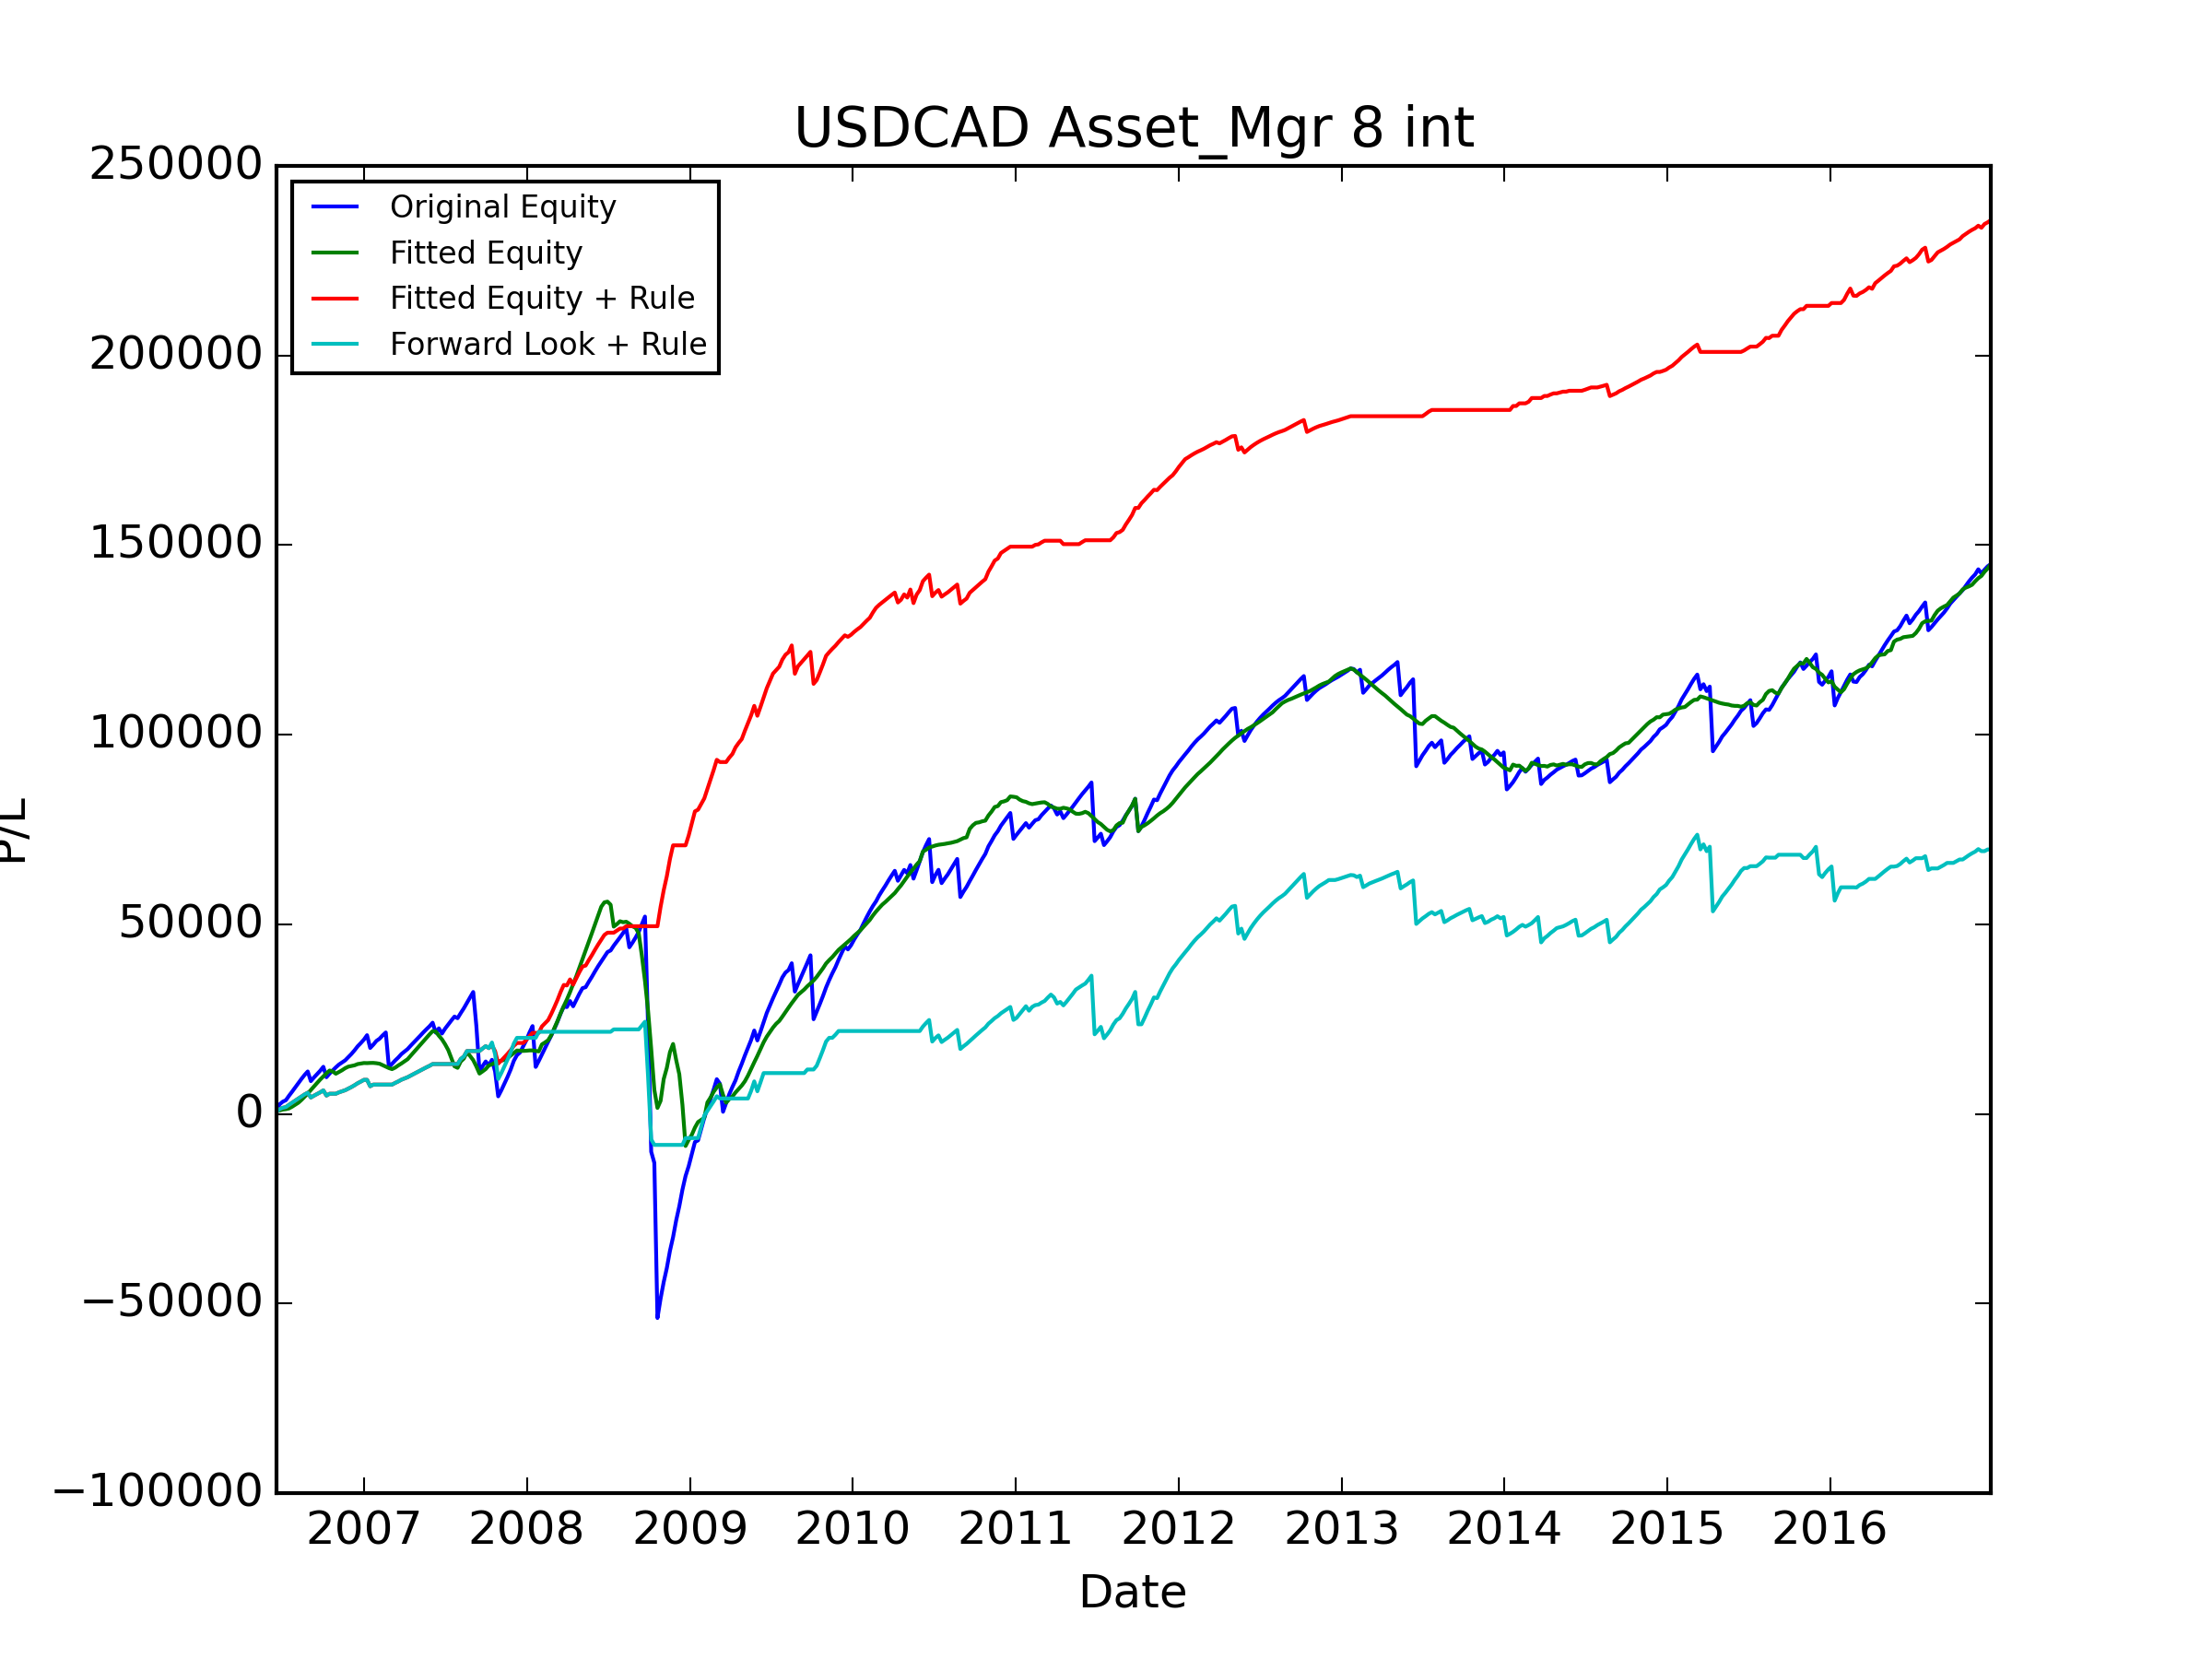 USDCAD Asset_Mgr 8 int
250000
200000
150000
100000
50000
0
−50000
−100000
Original Equity
Fitted Equity
Fitted Equity + Rule
Forward Look + Rule
P/L
2007 2008 2009 2010 2011 2012 2013 2014 2015 2016
Date